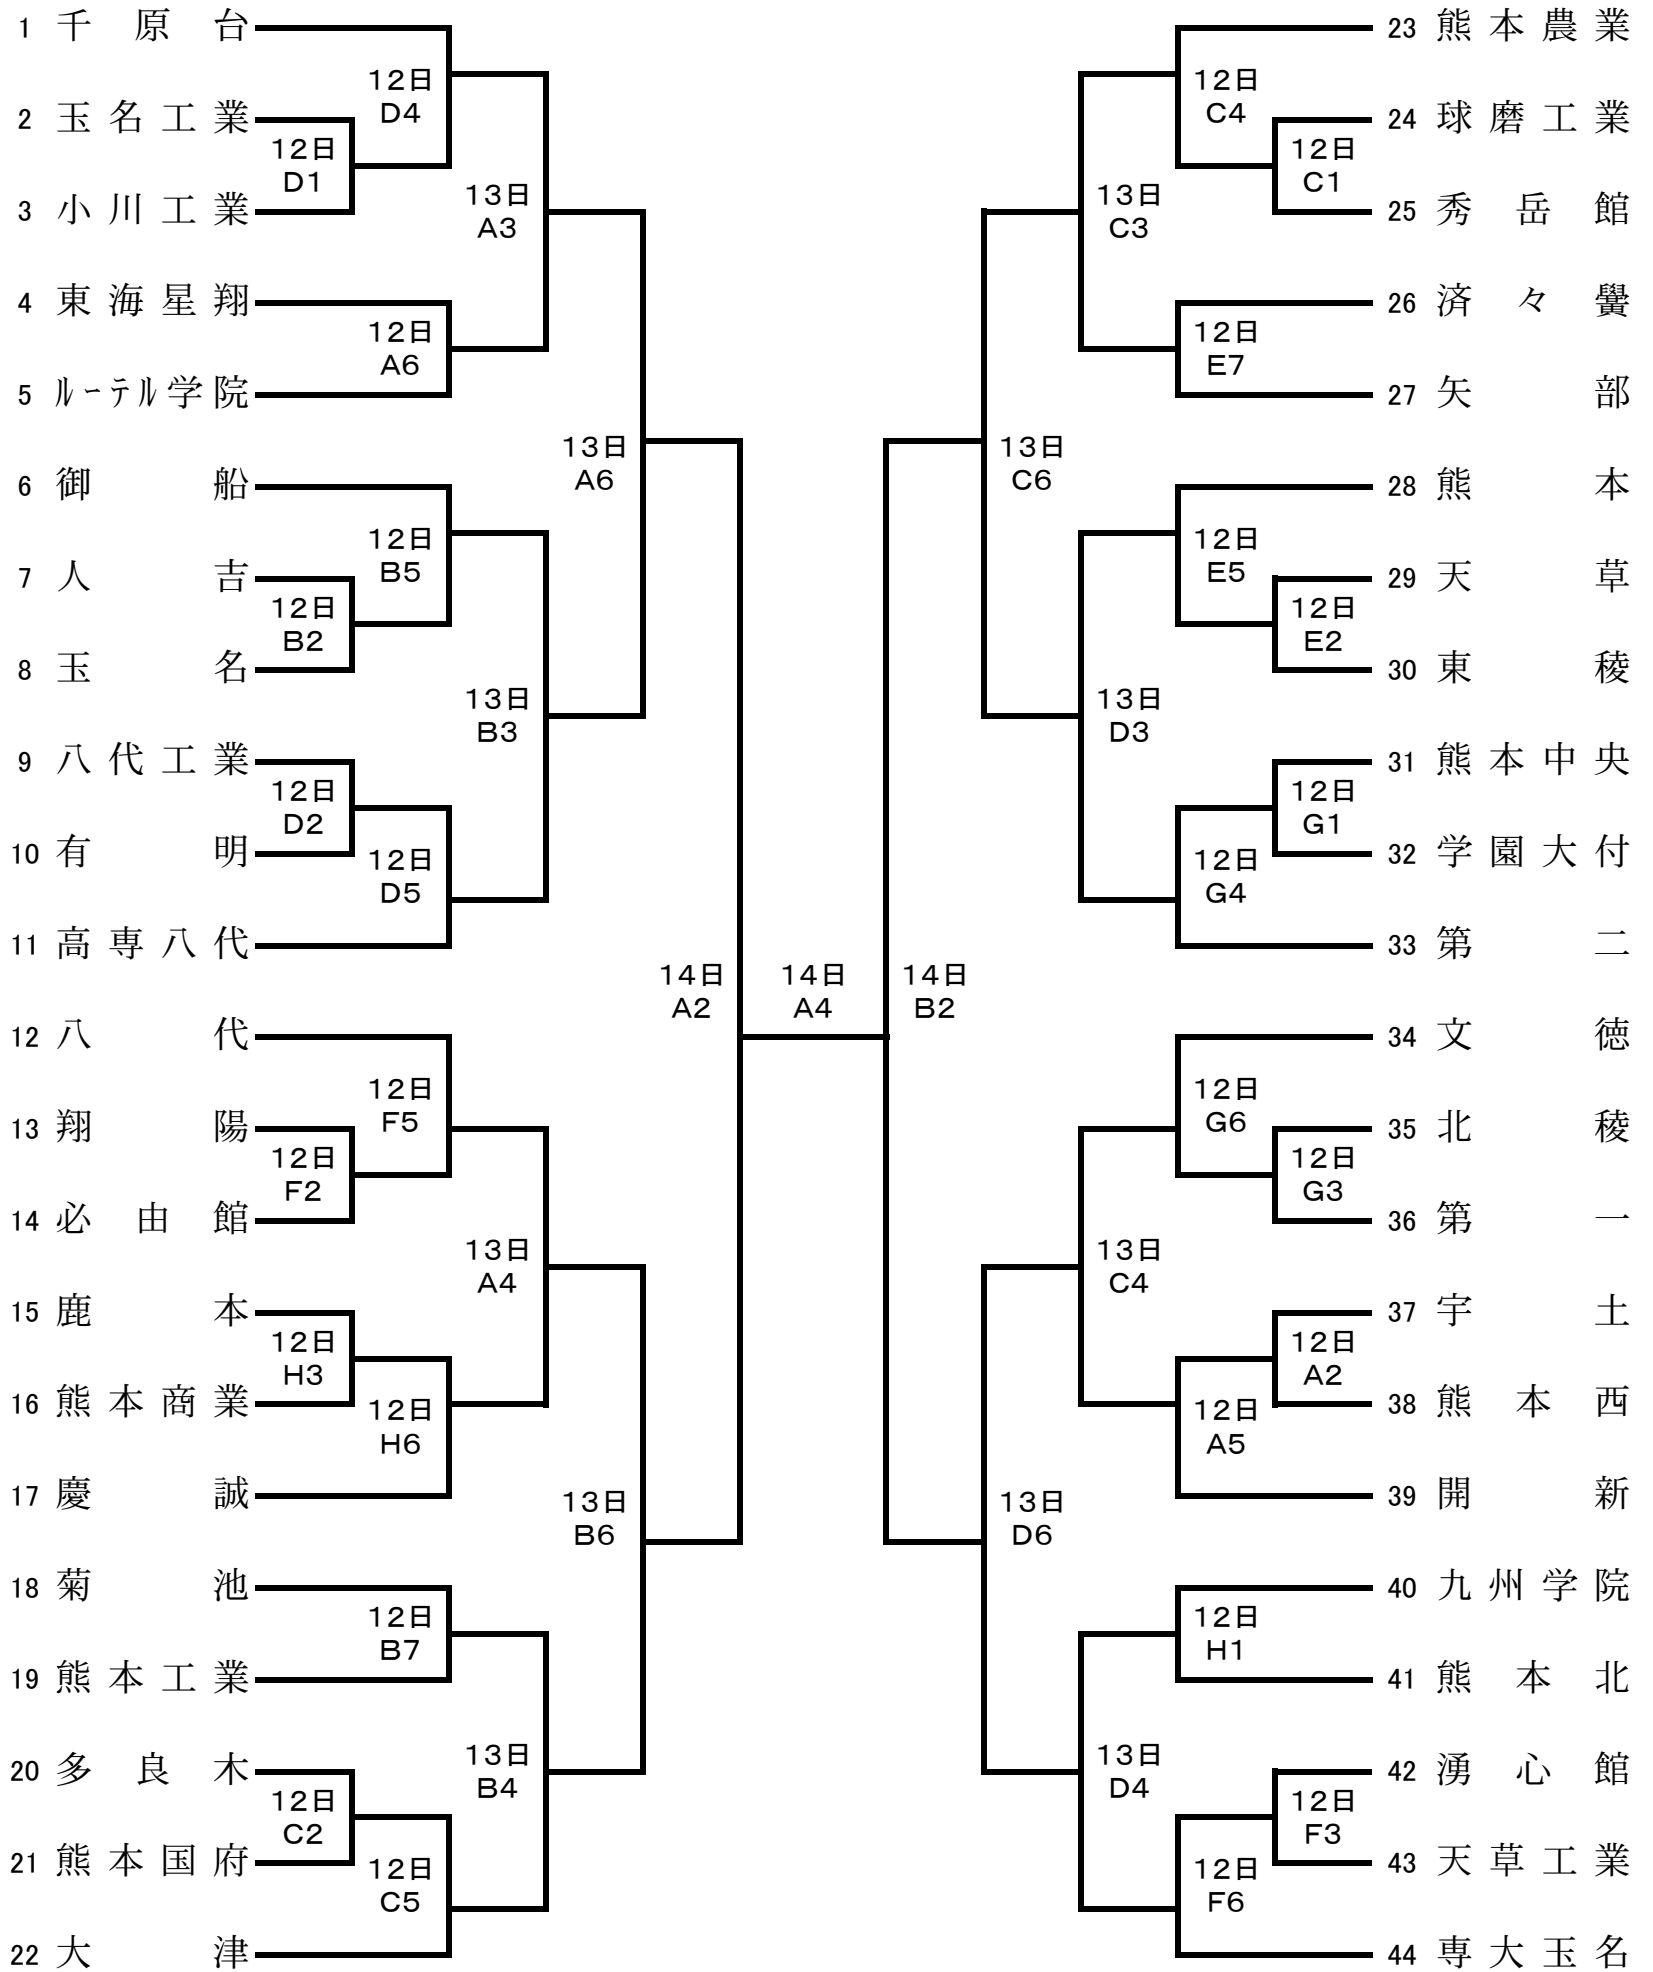 1 千原台
2 玉名工業
3 小川工業
4 東海星翔
5 ﾙｰﾃﾙ学院
6 御船
7 人吉
8 玉名
9 八代工業
10 有明
11 高専八代
12 八代
13 翔陽
14 必由館
15 鹿本
16 熊本商業
17 慶誠
18 菊池
19 熊本工業
20 多良木
21 熊本国府
22 大津
12日
D1
12日
B2
12日
D2
12日
F2
12日
H3
12日
C2
12日
D4
12日
A6
12日
B5
12日
D5
12日
F5
12日
H6
12日
B7
12日
C5
13日
A3
13日
B3
13日
A4
13日
B4
13日
A6
13日
B6
14日
A2
14日
A4
14日
B2
13日
C6
13日
D6
13日
C3
13日
D3
13日
C4
13日
D4
12日
C4
12日
E7
12日
E5
12日
G4
12日
G6
12日
A5
12日
H1
12日
F6
12日
C1
12日
E2
12日
G1
12日
G3
12日
A2
12日
F3
23 熊本農業
24 球磨工業
25 秀岳館
26 済々黌
27 矢部
28 熊本
29 天草
30 東稜
31 熊本中央
32 学園大付
33 第二
34 文徳
35 北稜
36 第一
37 宇土
38 熊本西
39 開新
40 九州学院
41 熊本北
42 湧心館
43 天草工業
44 専大玉名